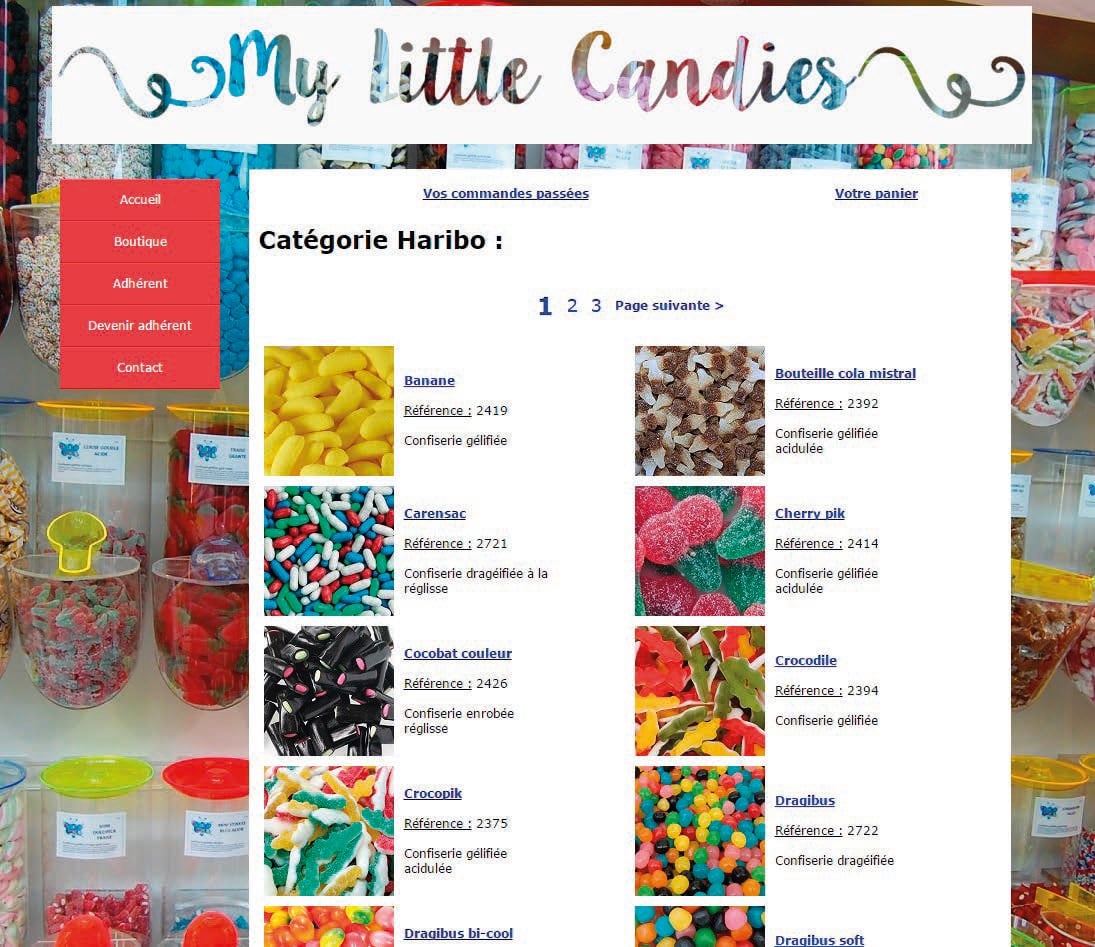 My Little Candies
Accueil
Boutique
Adhérent
Devenir adhérent
Contact
Vos commandes passées
Votre panier
Catégorie Haribo :
1 2 3 Page suivante >
Banane
Référence : 2419
Confiserie gélifiée
Bouteille cola mistral
Référence : 2392
Confiserie gélifiée
acidulée
Carensac
Référence : 2721
Confiserie dragéifiée à la
réglisse
Cherry pik
Référence : 2414
Confiserie gélifiée
acidulée
Cocobat couleur
Référence : 2426
Confiserie enrobée
réglisse
Crocodile
Référence : 2394
Confiserie gélifiée
Crocopik
Référence : 2375
Confiserie gélifiée
acidulée
Dragibus
Référence : 2722
Confiserie dragéifiée
Dragibus bi-cool
Dragibus soft